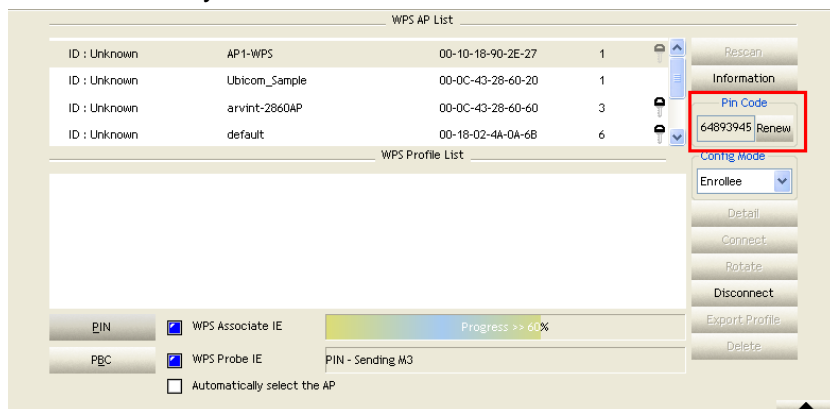 WPS AP List
ID : Unknown AP1-WPS 00-10-18-90-2E-27 1
ID : Unknown Ubicom_Sample 00-0C-43-28-60-20 1
ID : Unknown arvint-2860AP 00-0C-43-28-60-60 3
ID : Unknown default 00-18-02-4A-0A-6B 6
Rescan
Information
Pin Code
64893945 Renew
Config Mode
Enrollee
Detail
Connect
Rotate
Disconnect
Export Profile
Delete
WPS Profile List
PIN WPS Associate IE Progress >> 60%
PBC WPS Probe IE PIN - Sending M3
Automatically select the AP